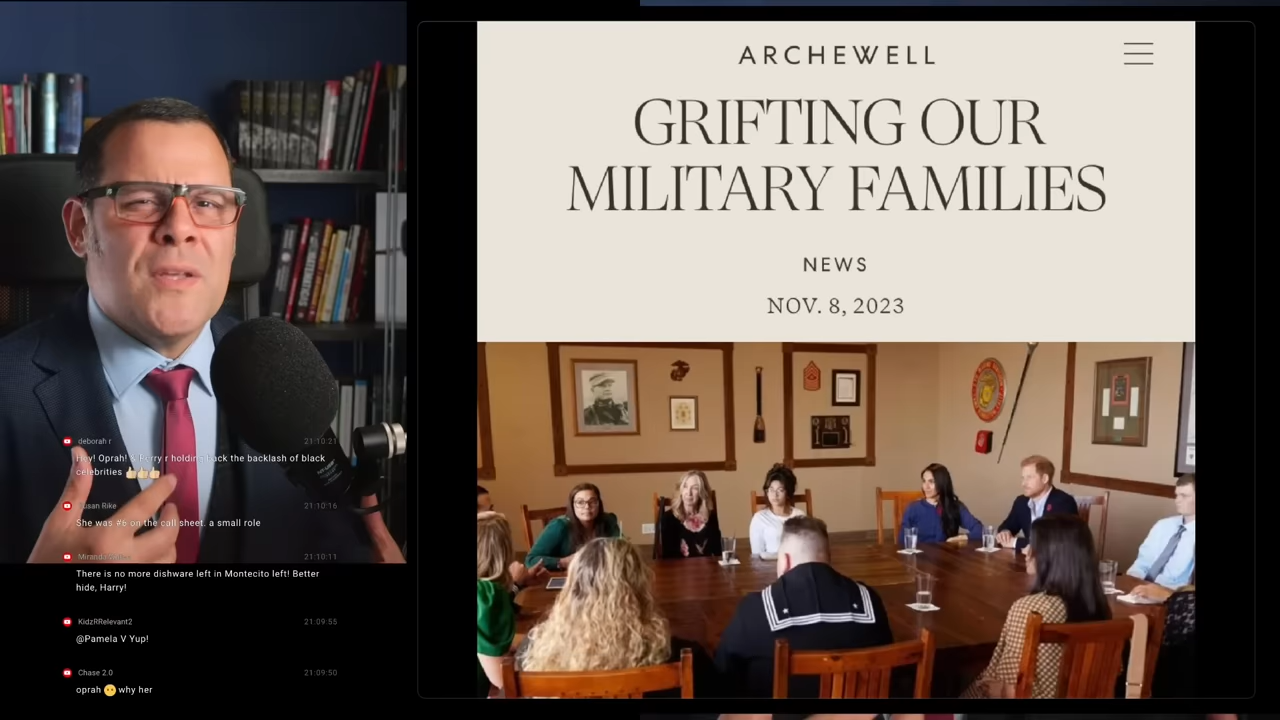 ARCHEWELL
GRIFTING OUR
MILITARY FAMILIES
NEWS
NOV. 8, 2023
deborah r 21:10:21
Hey! Oprah! & Perry r holding back the backlash of black
celebrities 👍🏼👍🏼👍🏼
Susan Rike 21:10:16
She was #6 on the call sheet. a small role
21:10:11
There is no more dishware left in Montecito left! Better
hide, Harry!
KidzRRelevant2 21:09:55
@Pamela V Yup!
Chase 2.0 21:09:50
oprah 😶 why her